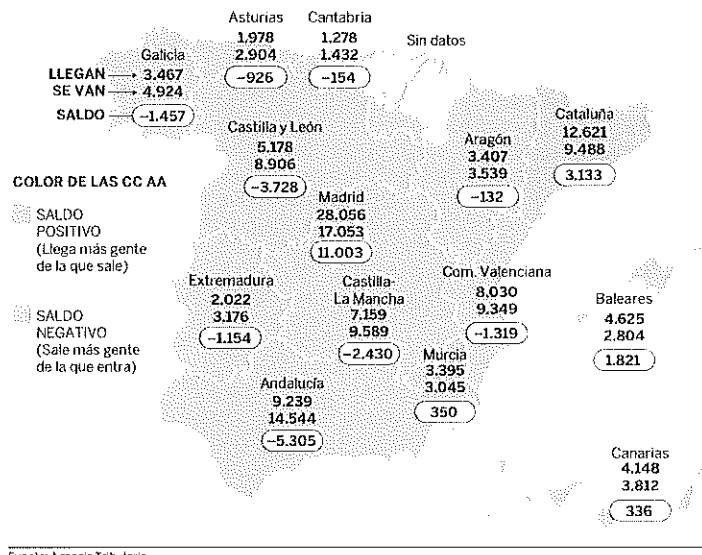 Asturias
1.978
2.904
−926
Cantabria
1.278
1.432
−154
Sin datos
Galicia
LLEGAN 3.467
SE VAN 4.924
SALDO −1.457
Castilla y León
5.178
8.906
−3.728
Aragón
3.407
3.539
−132
Cataluña
12.621
9.488
3.133
COLOR DE LAS CC AA
SALDO
POSITIVO
(Llega más gente
de la que sale)
SALDO
NEGATIVO
(Sale más gente
de la que entra)
Madrid
28.056
17.053
11.003
Extremadura
2.022
3.176
−1.154
Castilla-
La Mancha
7.159
9.589
−2.430
Com. Valenciana
8.030
9.349
−1.319
Baleares
4.625
2.804
1.821
Murcia
3.395
3.045
350
Andalucía
9.239
14.544
−5.305
Canarias
4.148
3.812
336